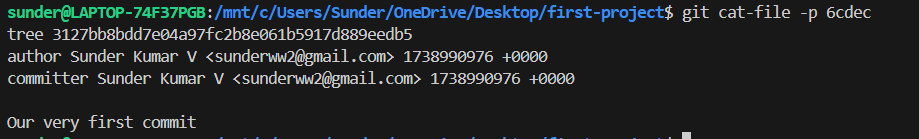 sunder@LAPTOP-74F37PGB:/mnt/c/Users/Sunder/OneDrive/Desktop/first-project$ git cat-file -p 6cdec
tree 3127bb8bdd7e04a97fc2b8e061b5917d889eedb5
author Sunder Kumar V <sunderww2@gmail.com> 1738990976 +0000
committer Sunder Kumar V <sunderww2@gmail.com> 1738990976 +0000

Our very first commit